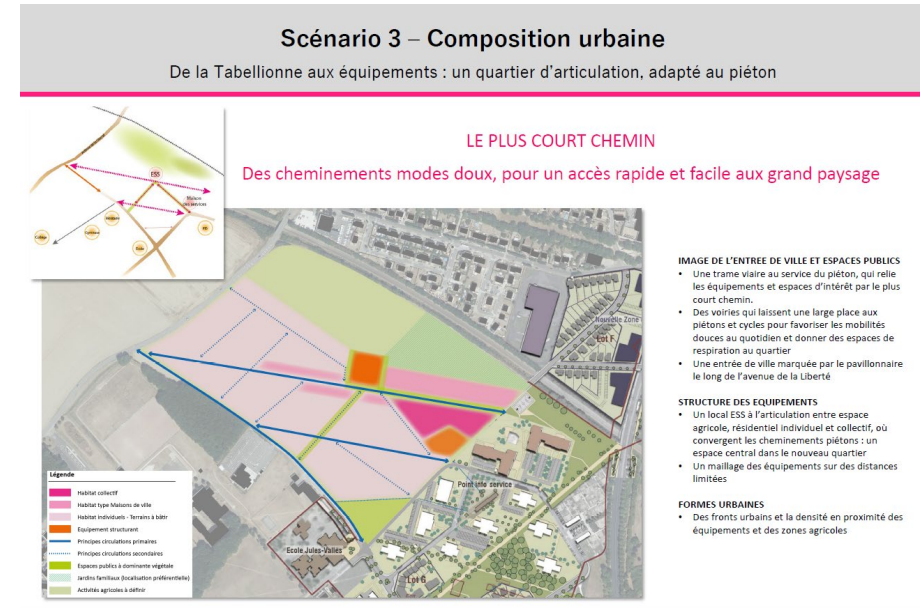 Scénario 3 – Composition urbaine
De la Tabellionne aux équipements : un quartier d'articulation, adapté au piéton
LE PLUS COURT CHEMIN
Des cheminements modes doux, pour un accès rapide et facile aux grand paysage
ESS
Maison
des services
Collège
Ecole
Nouvelle Zone
Lot F
Point info service
Ecole Jules-Vallès
Lot G
Légende
Habitat collectif
Habitat type Maisons de ville
Habitat individuels - Terrains à bâtir
Equipement structurant
Principes circulations primaires
Principes circulations secondaires
Espaces publics à dominante végétale
Jardins familiaux (localisation préférentielle)
Activités agricoles à définir
IMAGE DE L'ENTREE DE VILLE ET ESPACES PUBLICS
• Une trame viaire au service du piéton, qui relie
les équipements et espaces d'intérêt par le plus
court chemin.
• Des voiries qui laissent une large place aux
piétons et cycles pour favoriser les mobilités
douces au quotidien et donner des espaces de
respiration au quartier
• Une entrée de ville marquée par le pavillonnaire
le long de l'avenue de la Liberté
STRUCTURE DES EQUIPEMENTS
• Un local ESS à l'articulation entre espace
agricole, résidentiel individuel et collectif, où
convergent les cheminements piétons : un
espace central dans le nouveau quartier
• Un maillage des équipements sur des distances
limitées
FORMES URBAINES
• Des fronts urbains et la densité en proximité des
équipements et des zones agricoles